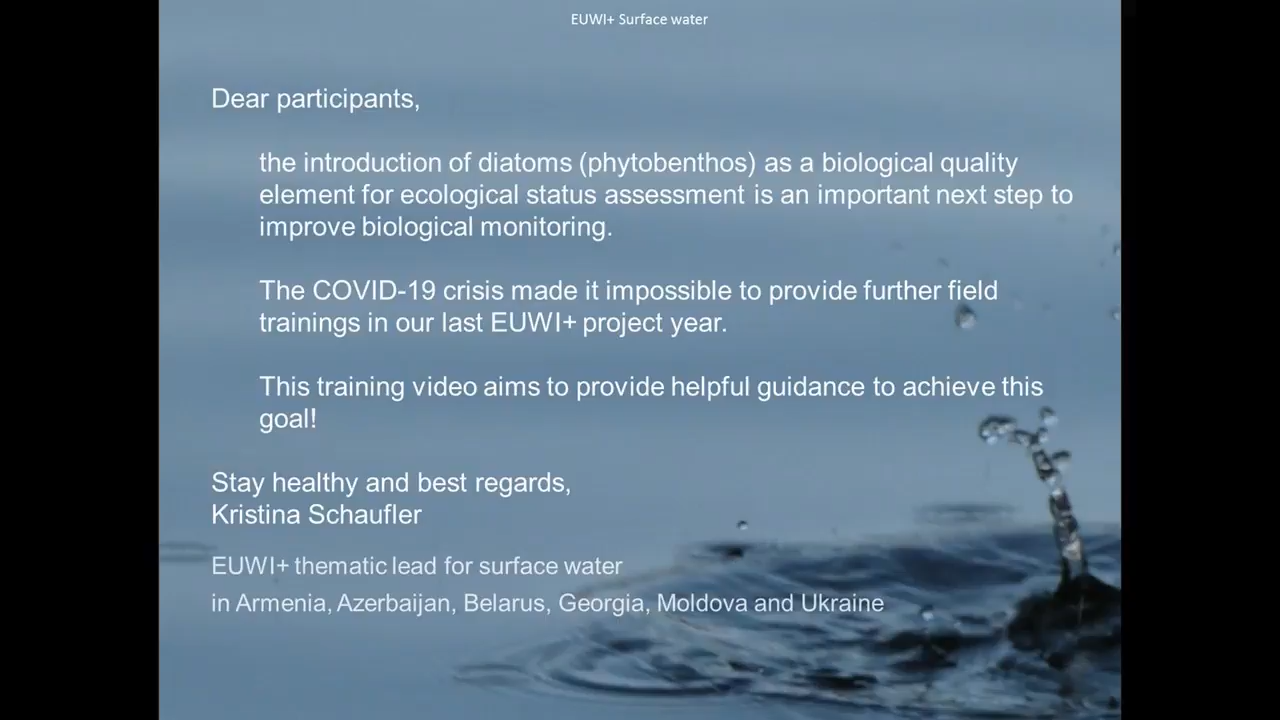 EUWI+ Surface water
Dear participants,
the introduction of diatoms (phytobenthos) as a biological quality
element for ecological status assessment is an important next step to
improve biological monitoring.
The COVID-19 crisis made it impossible to provide further field
trainings in our last EUWI+ project year.
This training video aims to provide helpful guidance to achieve this
goal!
Stay healthy and best regards,
Kristina Schaufler
EUWI+ thematic lead for surface water
in Armenia, Azerbaijan, Belarus, Georgia, Moldova and Ukraine